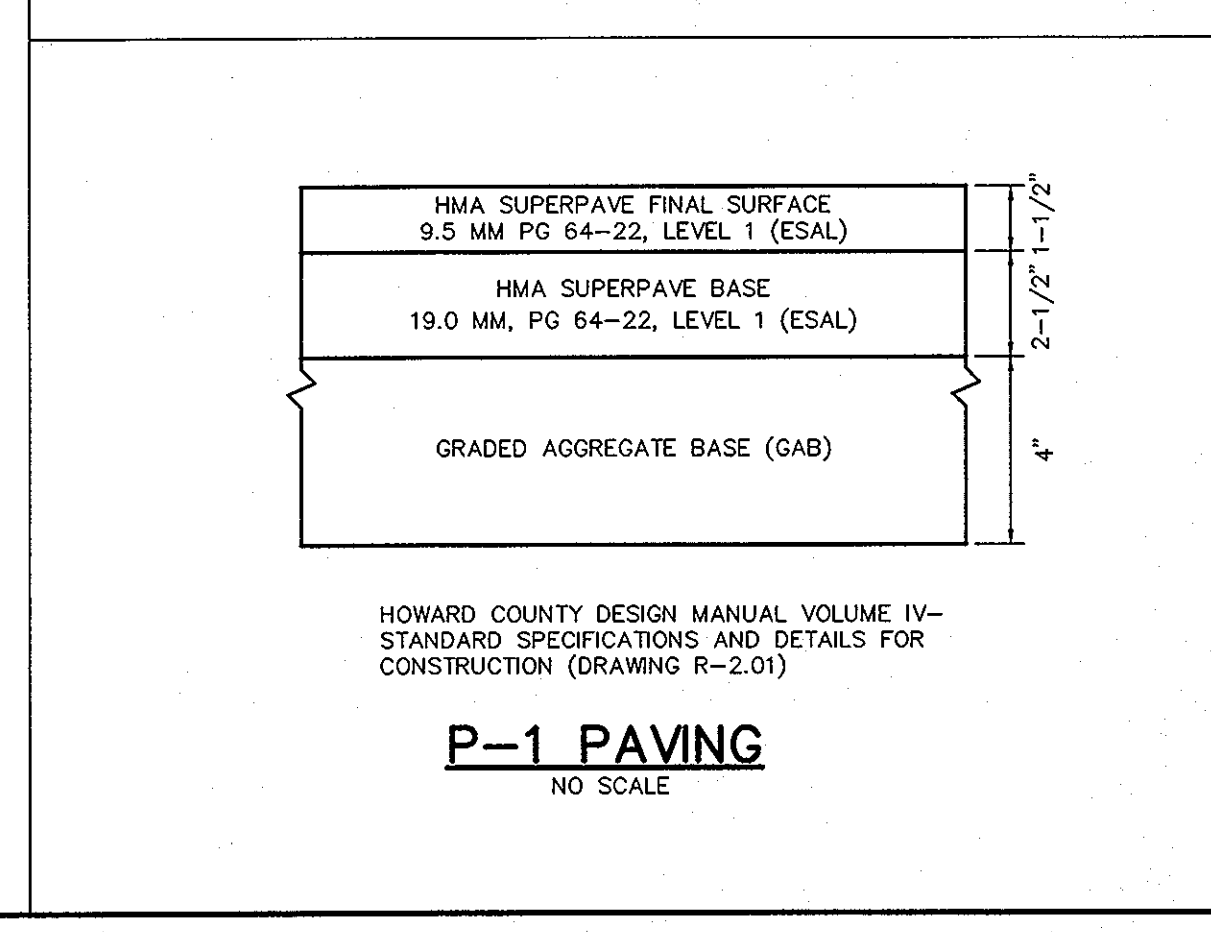 HMA SUPERPAVE FINAL SURFACE
9.5 MM PG 64-22, LEVEL 1 (ESAL)
1-1/2"
HMA SUPERPAVE BASE
19.0 MM, PG 64-22, LEVEL 1 (ESAL)
2-1/2"
GRADED AGGREGATE BASE (GAB)
4"
HOWARD COUNTY DESIGN MANUAL VOLUME IV-
STANDARD SPECIFICATIONS AND DETAILS FOR
CONSTRUCTION (DRAWING R-2.01)
P-1 PAVING
NO SCALE